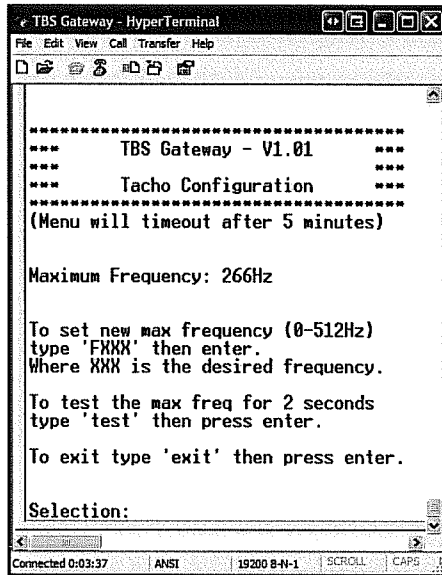 TBS Gateway - HyperTerminal
File Edit View Call Transfer Help
****************************************
*** TBS Gateway - V1.01 ***
*** ***
*** Tacho Configuration ***
****************************************
(Menu will timeout after 5 minutes)
Maximum Frequency: 266Hz
To set new max frequency (0-512Hz)
type 'FXXX' then enter.
Where XXX is the desired frequency.
To test the max freq for 2 seconds
type 'test' then press enter.
To exit type 'exit' then press enter.
Selection:
Connected 0:03:37 ANSI 19200 8-N-1 SCROLL CAPS